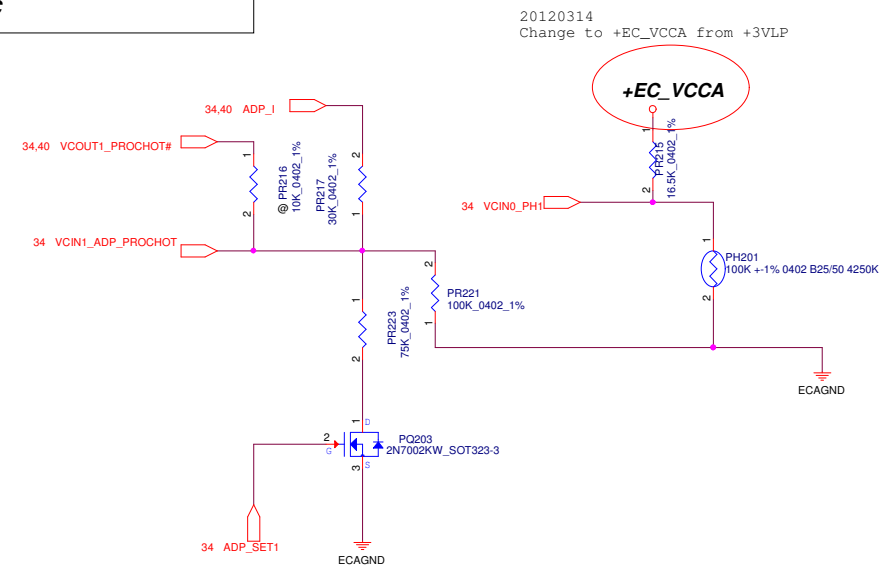 20120314
Change to +EC_VCCA from +3VLP
+EC_VCCA
34,40 ADP_I
34,40 VCOUT1_PROCHOT#
1
2
@ PR216
10K_0402_1%
2
1
PR217
30K_0402_1%
1
2
PR215
16.5K_0402_1%
34 VCIN0_PH1
34 VCIN1_ADP_PROCHOT
1
2
PH201
100K +-1% 0402 B25/50 4250K
2
1
PR221
100K_0402_1%
1
2
PR223
75K_0402_1%
ECAGND
1
D
2
G
3
S
PQ203
2N7002KW_SOT323-3
34 ADP_SET1
ECAGND